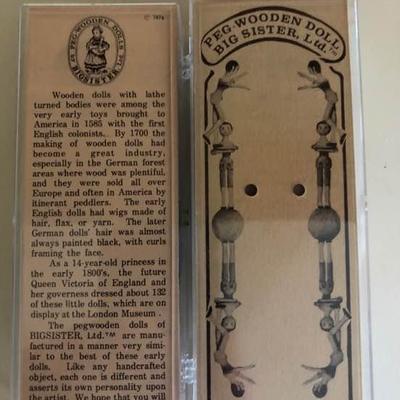 © 1974
PEG-WOODEN DOLLS BY
BIGSISTER
Wooden dolls with lathe
turned bodies were among the
very early toys brought to
America in 1585 with the first
English colonists. By 1700 the
making of wooden dolls had
become a great industry,
especially in the German forest
areas where wood was plentiful,
and they were sold all over
Europe and often in America by
itinerant peddlers. The early
English dolls had wigs made of
hair, flax, or yarn. The later
German dolls' hair was almost
always painted black, with curls
framing the face.
As a 14-year-old princess in
the early 1800's, the future
Queen Victoria of England and
her governess dressed about 132
of these little dolls, which are on
display at the London Museum .
The pegwooden dolls of
BIGSISTER, Ltd.™ are manu-
factured in a manner very simi-
lar to the best of these early
dolls. Like any handcrafted
object, each one is different and
asserts its own personality upon
the artist. We hope that you will
PEG-WOODEN DOLL
BIG SISTER, Ltd.™